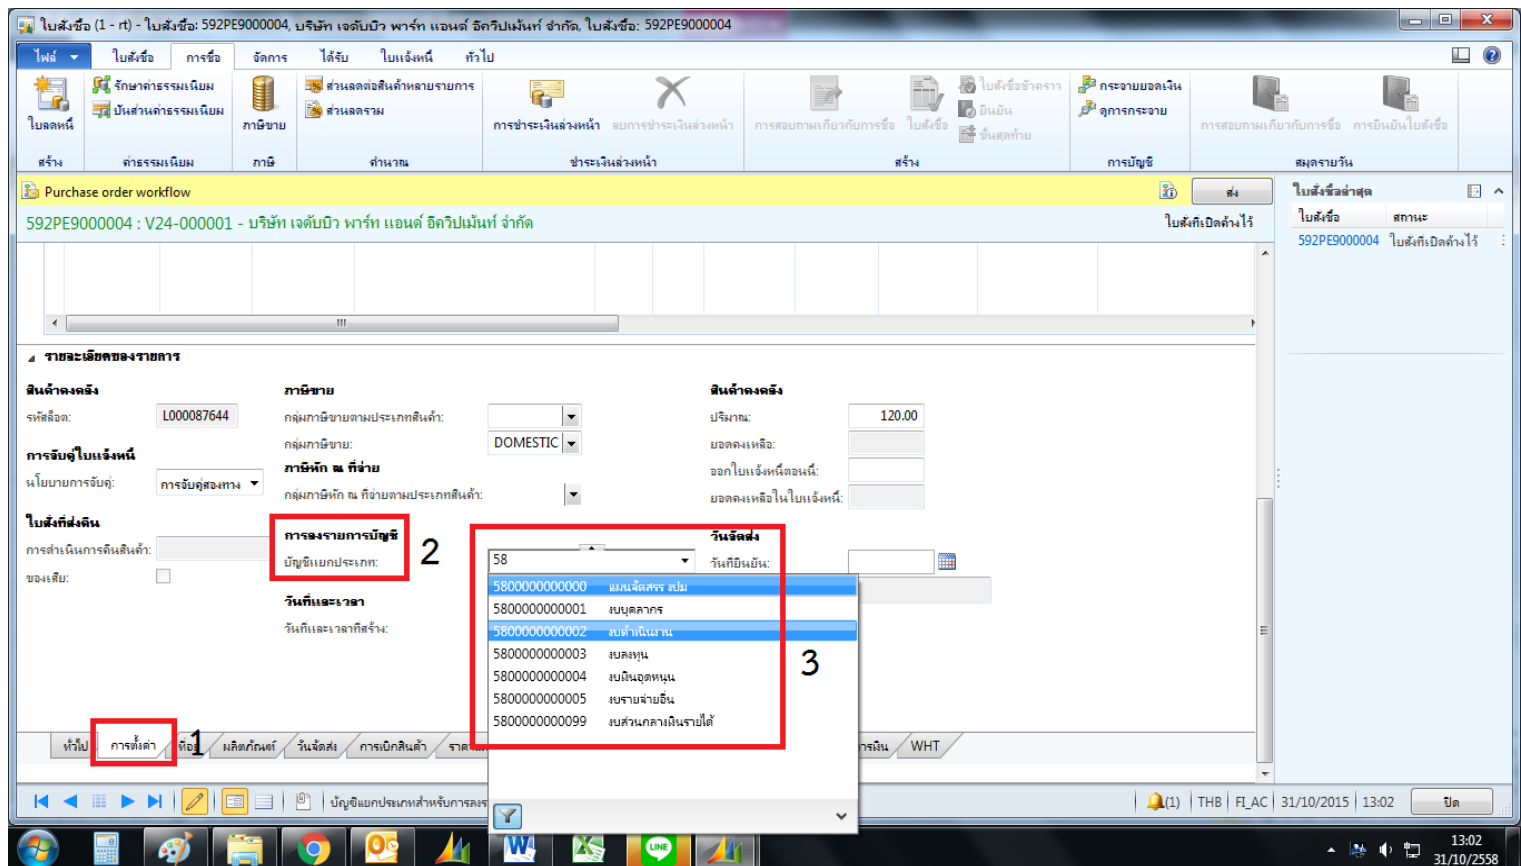 ใบสั่งซื้อ (1 - rt) - ใบสั่งซื้อ: 592PE9000004, บริษัท เจดับบิว พาร์ท แอนด์ อีควิปเม้นท์ จำกัด, ใบสั่งซื้อ: 592PE9000004
ไฟล์ ใบสั่งซื้อ การซื้อ จัดการ ได้รับ ใบแจ้งหนี้ ทั่วไป
ใบลดหนี้ รักษาค่าธรรมเนียม ภาษีขาย ส่วนลดต่อสินค้าหลายรายการ การชำระเงินล่วงหน้า ลบการชำระเงินล่วงหน้า การสอบถามเกี่ยวกับการซื้อ ใบสั่งซื้อ ใบสั่งซื้อชั่วคราว กระจายยอดเงิน การสอบถามเกี่ยวกับการซื้อ การยืนยันใบสั่งซื้อ
ปันส่วนค่าธรรมเนียม ส่วนลดรวม ยืนยัน ดูการกระจาย
ขั้นสุดท้าย
สร้าง ค่าธรรมเนียม ภาษี คำนวณ ชำระเงินล่วงหน้า สร้าง การบัญชี สมุดรายวัน
Purchase order workflow ส่ง
592PE9000004 : V24-000001 - บริษัท เจดับบิว พาร์ท แอนด์ อีควิปเม้นท์ จำกัด ใบสั่งที่เปิดค้างไว้
ใบสั่งซื้อล่าสุด
ใบสั่งซื้อ สถานะ
592PE9000004 ใบสั่งที่เปิดค้างไว้
รายละเอียดของรายการ
สินค้าคงคลัง
รหัสล็อต: L000087644
การจับคู่ใบแจ้งหนี้
นโยบายการจับคู่: การจับคู่สองทาง
ใบสั่งที่ส่งคืน
การดำเนินการคืนสินค้า:
ของเสีย:
ภาษีขาย
กลุ่มภาษีขายตามประเภทสินค้า:
กลุ่มภาษีขาย: DOMESTIC
ภาษีหัก ณ ที่จ่าย
กลุ่มภาษีหัก ณ ที่จ่ายตามประเภทสินค้า:
การลงรายการบัญชี
บัญชีแยกประเภท: 58
2
วันที่และเวลา
วันที่และเวลาที่สร้าง:
สินค้าคงคลัง
ปริมาณ: 120.00
ยอดคงเหลือ:
ออกใบแจ้งหนี้ตอนนี้:
ยอดคงเหลือในใบแจ้งหนี้:
วันจัดส่ง
วันที่ยืนยัน:
5800000000000 แผนจัดสรร งปม
5800000000001 งบบุคลากร
5800000000002 งบดำเนินงาน
5800000000003 งบลงทุน
5800000000004 งบเงินอุดหนุน
5800000000005 งบรายจ่ายอื่น
5800000000099 งบส่วนกลางเงินรายได้
3
1
ทั่วไป การตั้งค่า ที่อยู่ ผลิตภัณฑ์ วันจัดส่ง การเบิกสินค้า WHT
(1) THB FI_AC 31/10/2015 13:02 ปิด
LINE
13:02
31/10/2558